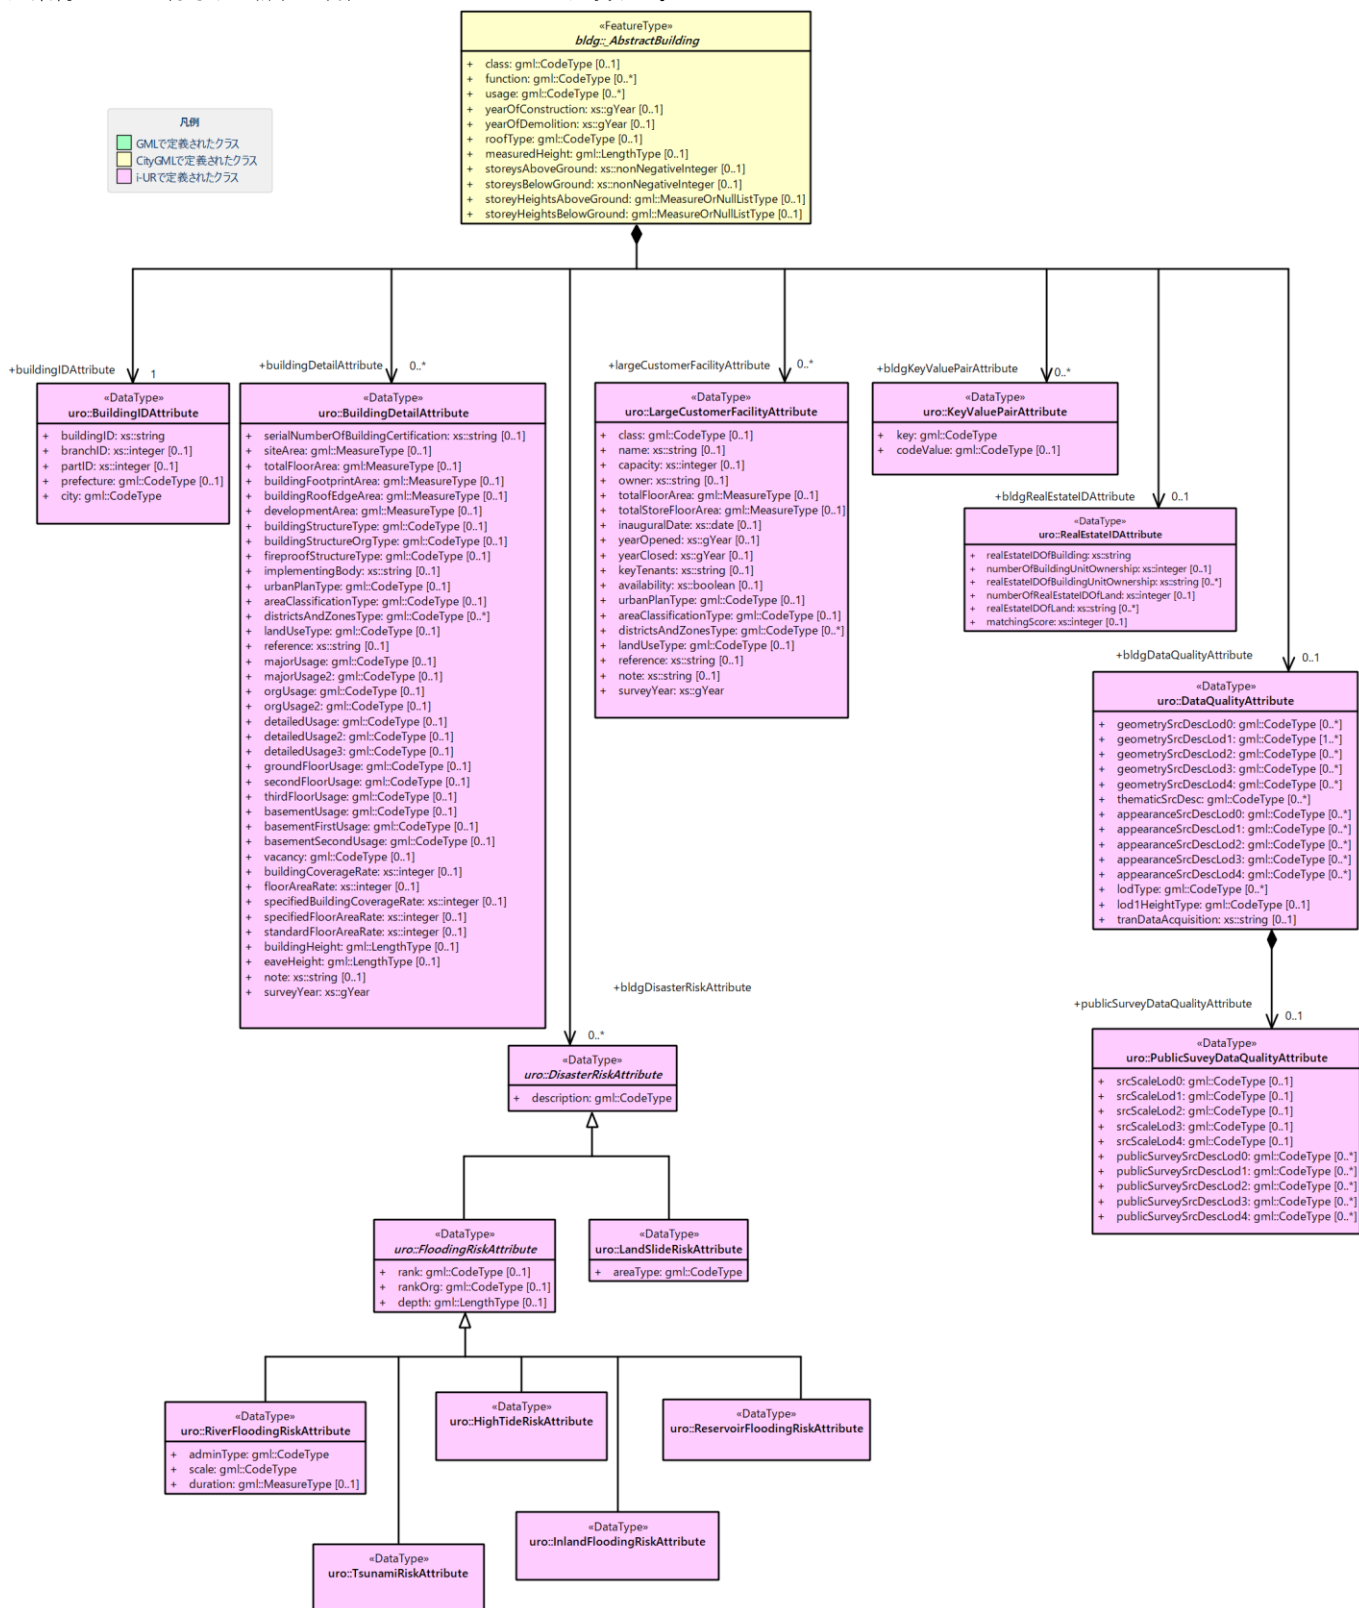 «FeatureType»
bldg::_AbstractBuilding
+ class: gml::CodeType [0..1]
+ function: gml::CodeType [0..*]
+ usage: gml::CodeType [0..*]
+ yearOfConstruction: xs::gYear [0..1]
+ yearOfDemolition: xs::gYear [0..1]
+ roofType: gml::CodeType [0..1]
+ measuredHeight: gml::LengthType [0..1]
+ storeysAboveGround: xs::nonNegativeInteger [0..1]
+ storeysBelowGround: xs::nonNegativeInteger [0..1]
+ storeyHeightsAboveGround: gml::MeasureOrNullListType [0..1]
+ storeyHeightsBelowGround: gml::MeasureOrNullListType [0..1]
凡例
GMLで定義されたクラス
CityGMLで定義されたクラス
i-URで定義されたクラス
+buildingIDAttribute
1
«DataType»
uro::BuildingIDAttribute
+ buildingID: xs::string
+ branchID: xs::integer [0..1]
+ partID: xs::integer [0..1]
+ prefecture: gml::CodeType [0..1]
+ city: gml::CodeType
+buildingDetailAttribute
0..*
«DataType»
uro::BuildingDetailAttribute
+ serialNumberOfBuildingCertification: xs::string [0..1]
+ siteArea: gml::MeasureType [0..1]
+ totalFloorArea: gml:MeasureType [0..1]
+ buildingFootprintArea: gml::MeasureType [0..1]
+ buildingRoofEdgeArea: gml::MeasureType [0..1]
+ developmentArea: gml::MeasureType [0..1]
+ buildingStructureType: gml::CodeType [0..1]
+ buildingStructureOrgType: gml::CodeType [0..1]
+ fireproofStructureType: gml::CodeType [0..1]
+ implementingBody: xs::string [0..1]
+ urbanPlanType: gml::CodeType [0..1]
+ areaClassificationType: gml::CodeType [0..1]
+ districtsAndZonesType: gml::CodeType [0..*]
+ landUseType: gml::CodeType [0..1]
+ reference: xs::string [0..1]
+ majorUsage: gml::CodeType [0..1]
+ majorUsage2: gml::CodeType [0..1]
+ orgUsage: gml::CodeType [0..1]
+ orgUsage2: gml::CodeType [0..1]
+ detailedUsage: gml::CodeType [0..1]
+ detailedUsage2: gml::CodeType [0..1]
+ detailedUsage3: gml::CodeType [0..1]
+ groundFloorUsage: gml::CodeType [0..1]
+ secondFloorUsage: gml::CodeType [0..1]
+ thirdFloorUsage: gml::CodeType [0..1]
+ basementUsage: gml::CodeType [0..1]
+ basementFirstUsage: gml::CodeType [0..1]
+ basementSecondUsage: gml::CodeType [0..1]
+ vacancy: gml::CodeType [0..1]
+ buildingCoverageRate: xs::integer [0..1]
+ floorAreaRate: xs::integer [0..1]
+ specifiedBuildingCoverageRate: xs::integer [0..1]
+ specifiedFloorAreaRate: xs::integer [0..1]
+ standardFloorAreaRate: xs::integer [0..1]
+ buildingHeight: gml::LengthType [0..1]
+ eaveHeight: gml::LengthType [0..1]
+ note: xs::string [0..1]
+ surveyYear: xs::gYear
+largeCustomerFacilityAttribute
0..*
«DataType»
uro::LargeCustomerFacilityAttribute
+ class: gml::CodeType [0..1]
+ name: xs::string [0..1]
+ capacity: xs::integer [0..1]
+ owner: xs::string [0..1]
+ totalFloorArea: gml::MeasureType [0..1]
+ totalStoreFloorArea: gml::MeasureType [0..1]
+ inauguralDate: xs::date [0..1]
+ yearOpened: xs::gYear [0..1]
+ yearClosed: xs::gYear [0..1]
+ keyTenants: xs::string [0..1]
+ availability: xs::boolean [0..1]
+ urbanPlanType: gml::CodeType [0..1]
+ areaClassificationType: gml::CodeType [0..1]
+ districtsAndZonesType: gml::CodeType [0..*]
+ landUseType: gml::CodeType [0..1]
+ reference: xs::string [0..1]
+ note: xs::string [0..1]
+ surveyYear: xs::gYear
+bldgKeyValuePairAttribute
0..*
«DataType»
uro::KeyValuePairAttribute
+ key: gml::CodeType
+ codeValue: gml::CodeType [0..1]
+bldgRealEstateIDAttribute
0..1
«DataType»
uro::RealEstateIDAttribute
+ realEstateIDOfBuilding: xs::string
+ numberOfBuildingUnitOwnership: xs::integer [0..1]
+ realEstateIDOfBuildingUnitOwnership: xs::string [0..*]
+ numberOfRealEstateIDOfLand: xs::integer [0..1]
+ realEstateIDOfLand: xs::string [0..*]
+ matchingScore: xs::integer [0..1]
+bldgDataQualityAttribute
0..1
«DataType»
uro::DataQualityAttribute
+ geometrySrcDescLod0: gml::CodeType [0..*]
+ geometrySrcDescLod1: gml::CodeType [1..*]
+ geometrySrcDescLod2: gml::CodeType [0..*]
+ geometrySrcDescLod3: gml::CodeType [0..*]
+ geometrySrcDescLod4: gml::CodeType [0..*]
+ thematicSrcDesc: gml::CodeType [0..*]
+ appearanceSrcDescLod0: gml::CodeType [0..*]
+ appearanceSrcDescLod1: gml::CodeType [0..*]
+ appearanceSrcDescLod2: gml::CodeType [0..*]
+ appearanceSrcDescLod3: gml::CodeType [0..*]
+ appearanceSrcDescLod4: gml::CodeType [0..*]
+ lodType: gml::CodeType [0..*]
+ lod1HeightType: gml::CodeType [0..1]
+ tranDataAcquisition: xs::string [0..1]
+publicSurveyDataQualityAttribute
0..1
«DataType»
uro::PublicSuveyDataQualityAttribute
+ srcScaleLod0: gml::CodeType [0..1]
+ srcScaleLod1: gml::CodeType [0..1]
+ srcScaleLod2: gml::CodeType [0..1]
+ srcScaleLod3: gml::CodeType [0..1]
+ srcScaleLod4: gml::CodeType [0..1]
+ publicSurveySrcDescLod0: gml::CodeType [0..*]
+ publicSurveySrcDescLod1: gml::CodeType [0..*]
+ publicSurveySrcDescLod2: gml::CodeType [0..*]
+ publicSurveySrcDescLod3: gml::CodeType [0..*]
+ publicSurveySrcDescLod4: gml::CodeType [0..*]
+bldgDisasterRiskAttribute
0..*
«DataType»
uro::DisasterRiskAttribute
+ description: gml::CodeType
«DataType»
uro::FloodingRiskAttribute
+ rank: gml::CodeType [0..1]
+ rankOrg: gml::CodeType [0..1]
+ depth: gml::LengthType [0..1]
«DataType»
uro::LandSlideRiskAttribute
+ areaType: gml::CodeType
«DataType»
uro::RiverFloodingRiskAttribute
+ adminType: gml::CodeType
+ scale: gml::CodeType
+ duration: gml::MeasureType [0..1]
«DataType»
uro::HighTideRiskAttribute
«DataType»
uro::ReservoirFloodingRiskAttribute
«DataType»
uro::InlandFloodingRiskAttribute
«DataType»
uro::TsunamiRiskAttribute